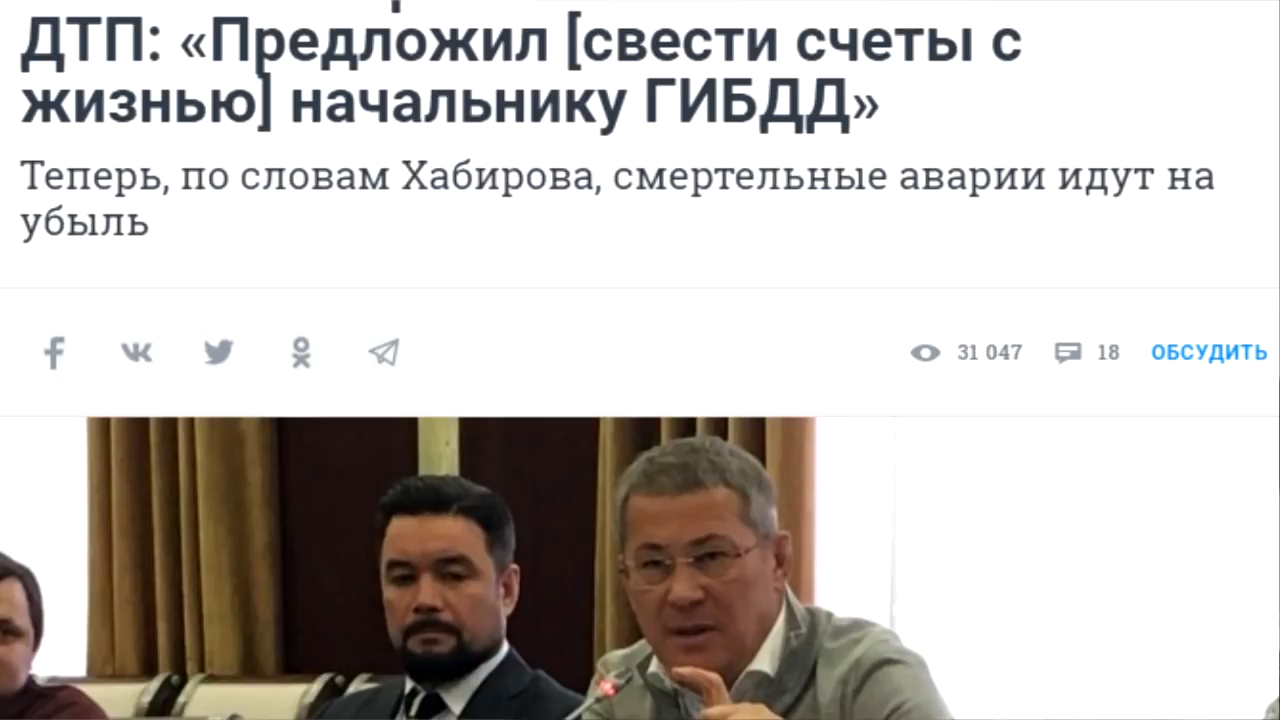 ДТП: «Предложил [свести счеты с
жизнью] начальнику ГИБДД»
Теперь, по словам Хабирова, смертельные аварии идут на
убыль
31 047 18 ОБСУДИТЬ